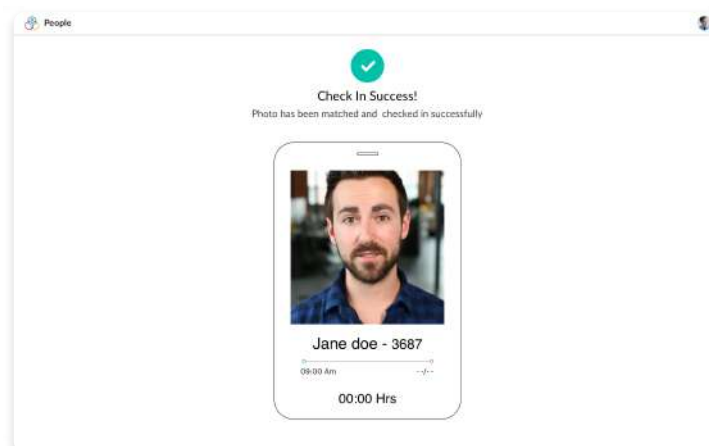 People
Check In Success!
Photo has been matched and checked in successfully
Jane doe - 3687
09:00 Am --/--
00:00 Hrs